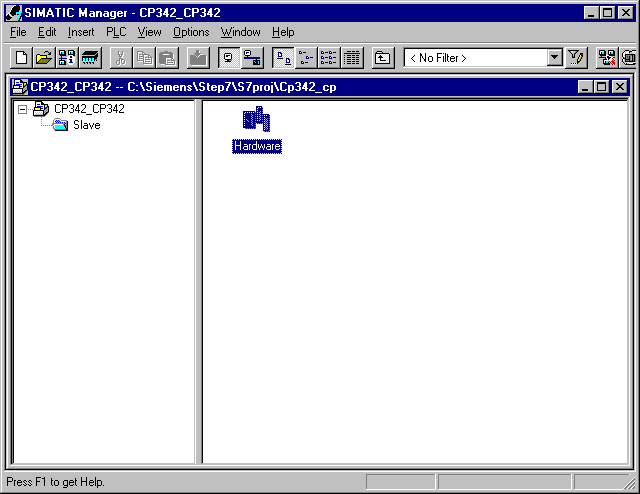 SIMATIC Manager - CP342_CP342
File Edit Insert PLC View Options Window Help
< No Filter >
CP342_CP342 -- C:\Siemens\Step7\S7proj\Cp342_cp
CP342_CP342
Slave
Hardware
Press F1 to get Help.